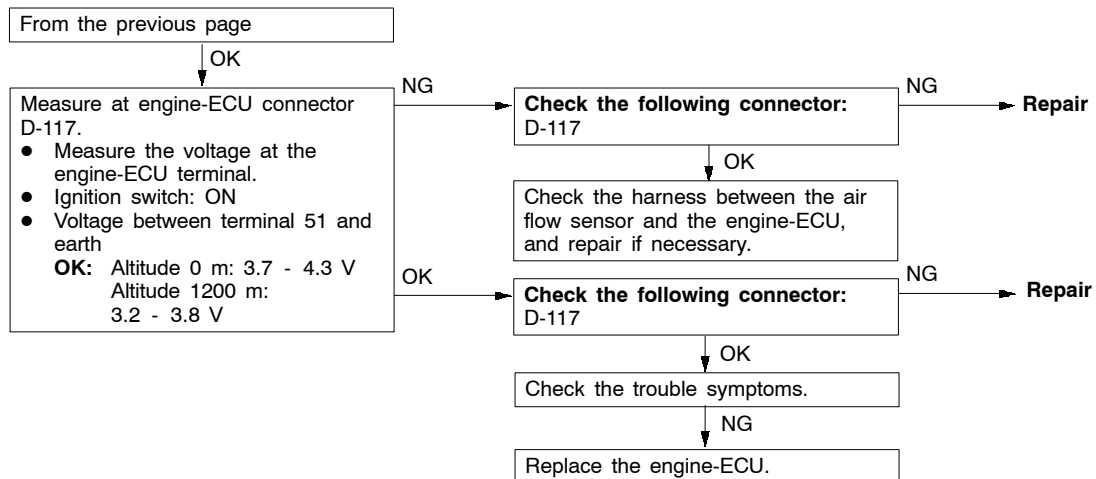 From the previous page
OK
Measure at engine-ECU connector
D-117.
● Measure the voltage at the
engine-ECU terminal.
● Ignition switch: ON
● Voltage between terminal 51 and
earth
OK: Altitude 0 m: 3.7 - 4.3 V
Altitude 1200 m:
3.2 - 3.8 V
NG
Check the following connector:
D-117
NG
Repair
OK
Check the harness between the air
flow sensor and the engine-ECU,
and repair if necessary.
OK
Check the following connector:
D-117
NG
Repair
OK
Check the trouble symptoms.
NG
Replace the engine-ECU.